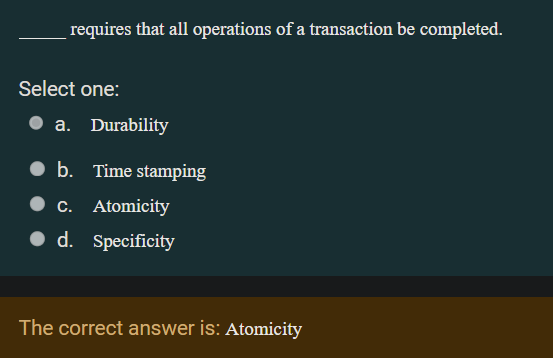 _____ requires that all operations of a transaction be completed.
Select one:
a. Durability
b. Time stamping
c. Atomicity
d. Specificity
The correct answer is: Atomicity